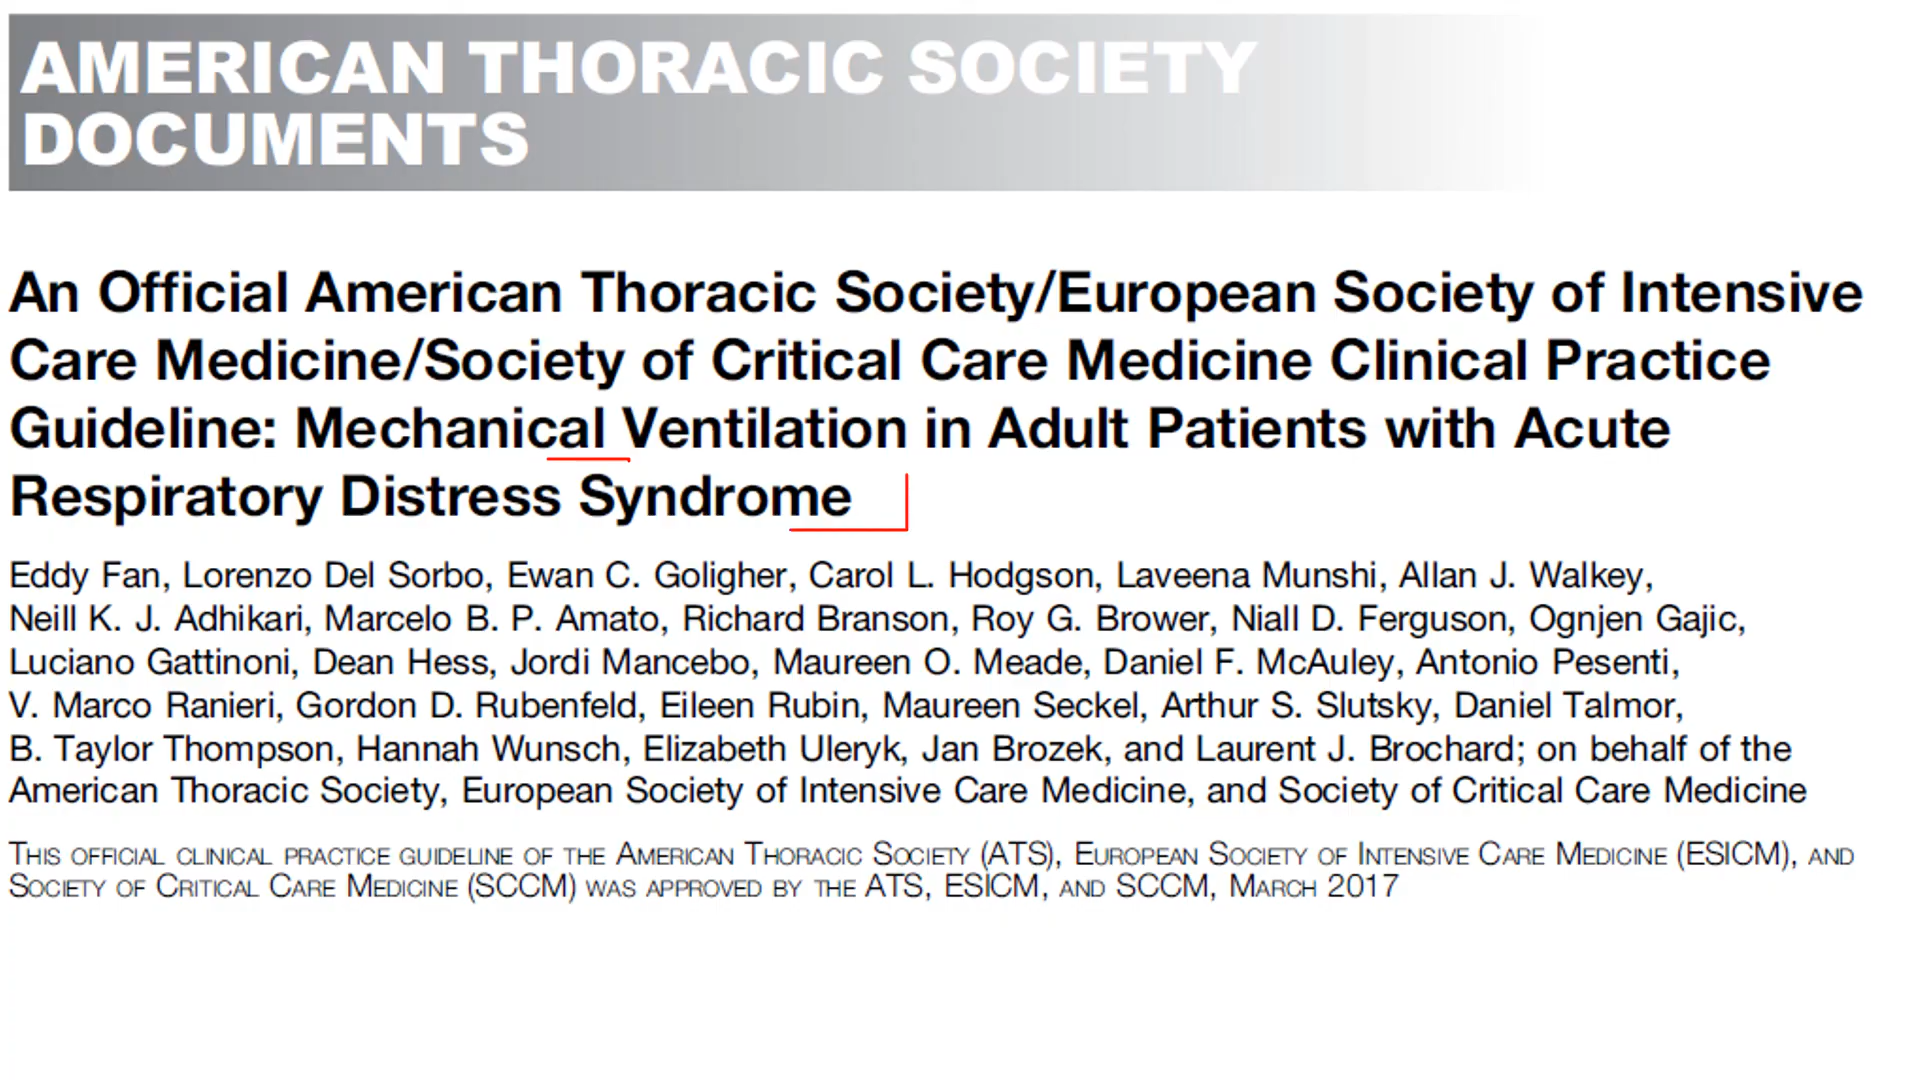 AMERICAN THORACIC SOCIETY
DOCUMENTS
An Official American Thoracic Society/European Society of Intensive
Care Medicine/Society of Critical Care Medicine Clinical Practice
Guideline: Mechanical Ventilation in Adult Patients with Acute
Respiratory Distress Syndrome
Eddy Fan, Lorenzo Del Sorbo, Ewan C. Goligher, Carol L. Hodgson, Laveena Munshi, Allan J. Walkey,
Neill K. J. Adhikari, Marcelo B. P. Amato, Richard Branson, Roy G. Brower, Niall D. Ferguson, Ognjen Gajic,
Luciano Gattinoni, Dean Hess, Jordi Mancebo, Maureen O. Meade, Daniel F. McAuley, Antonio Pesenti,
V. Marco Ranieri, Gordon D. Rubenfeld, Eileen Rubin, Maureen Seckel, Arthur S. Slutsky, Daniel Talmor,
B. Taylor Thompson, Hannah Wunsch, Elizabeth Uleryk, Jan Brozek, and Laurent J. Brochard; on behalf of the
American Thoracic Society, European Society of Intensive Care Medicine, and Society of Critical Care Medicine
THIS OFFICIAL CLINICAL PRACTICE GUIDELINE OF THE AMERICAN THORACIC SOCIETY (ATS), EUROPEAN SOCIETY OF INTENSIVE CARE MEDICINE (ESICM), AND
SOCIETY OF CRITICAL CARE MEDICINE (SCCM) WAS APPROVED BY THE ATS, ESICM, AND SCCM, MARCH 2017